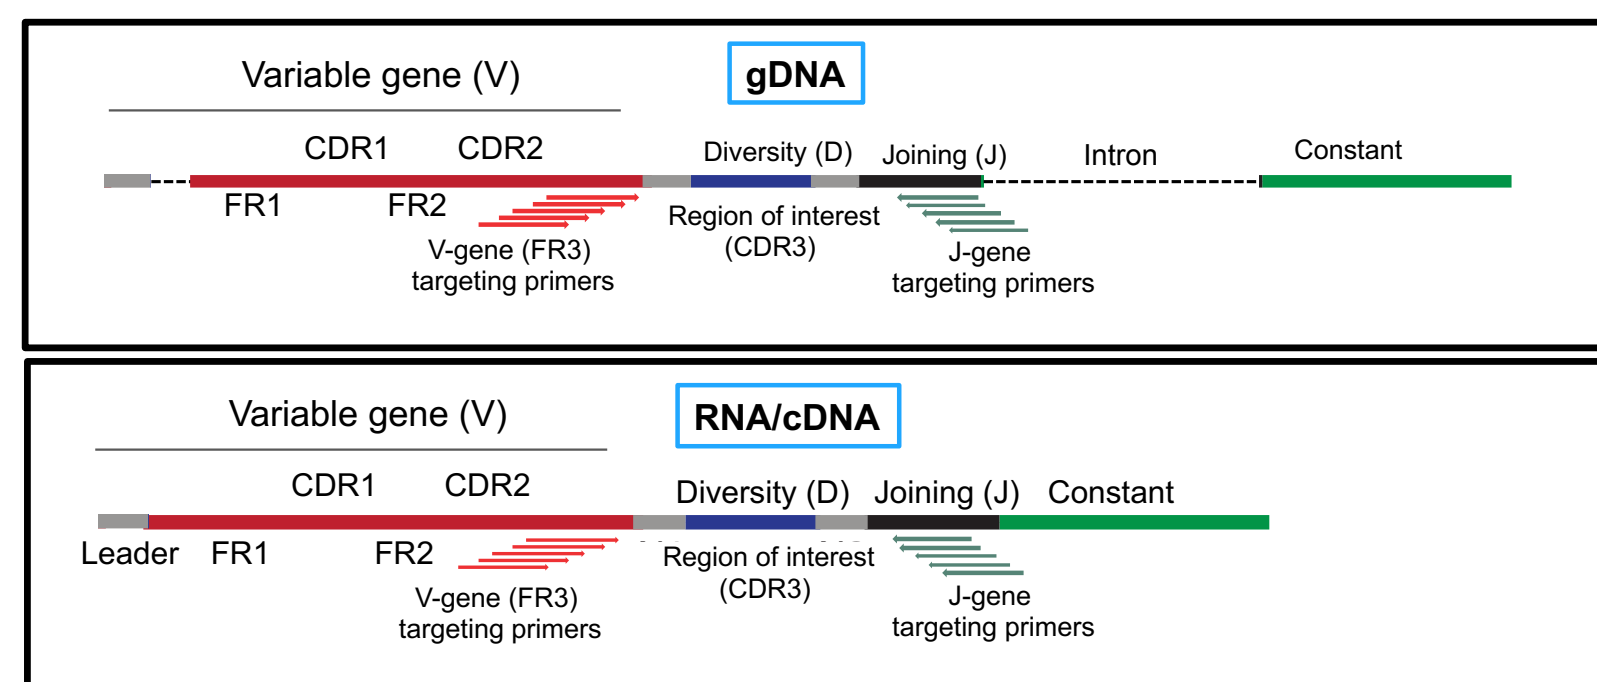 Variable gene (V)
gDNA
CDR1 CDR2 Diversity (D) Joining (J) Intron Constant
FR1 FR2
Region of interest
(CDR3)
V-gene (FR3)
targeting primers
J-gene
targeting primers
Variable gene (V)
RNA/cDNA
CDR1 CDR2 Diversity (D) Joining (J) Constant
Leader FR1 FR2
Region of interest
(CDR3)
V-gene (FR3)
targeting primers
J-gene
targeting primers